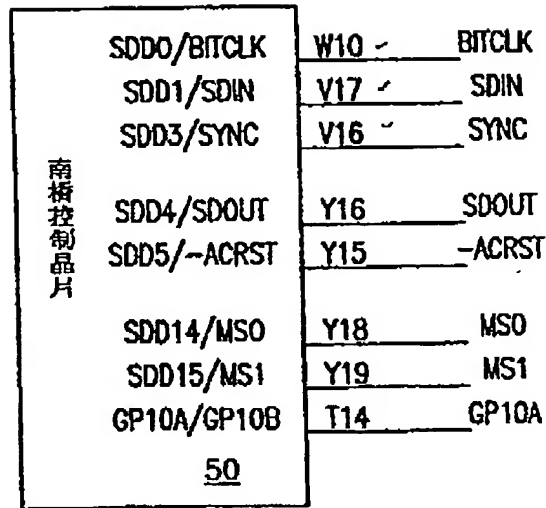 SDD0/BITCLK W10 BITCLK
SDD1/SDIN V17 SDIN
SDD3/SYNC V16 SYNC
南橋控制晶片
SDD4/SDOUT Y16 SDOUT
SDD5/-ACRST Y15 -ACRST
SDD14/MS0 Y18 MS0
SDD15/MS1 Y19 MS1
GP10A/GP10B T14 GP10A
50